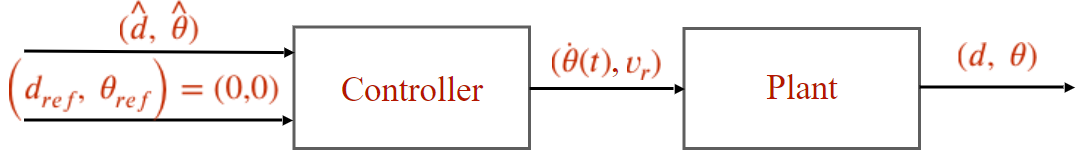 (d̂, θ̂)
(d_ref, θ_ref) = (0,0)
Controller
(θ̇(t), v_r)
Plant
(d, θ)